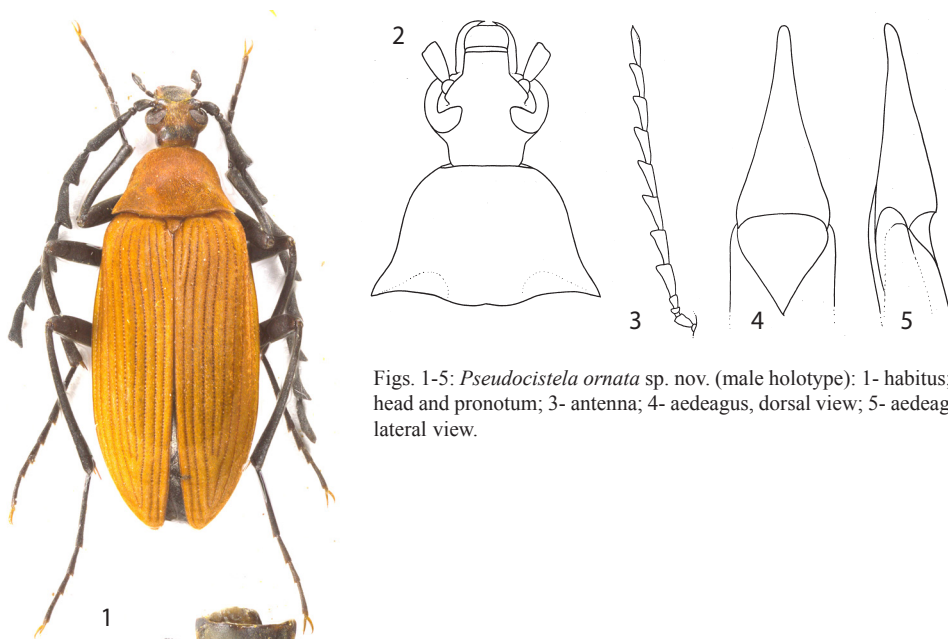 2
3
4
5
Figs. 1-5: Pseudocistela ornata sp. nov. (male holotype): 1- habitus;
head and pronotum; 3- antenna; 4- aedeagus, dorsal view; 5- aedeag
lateral view.
1